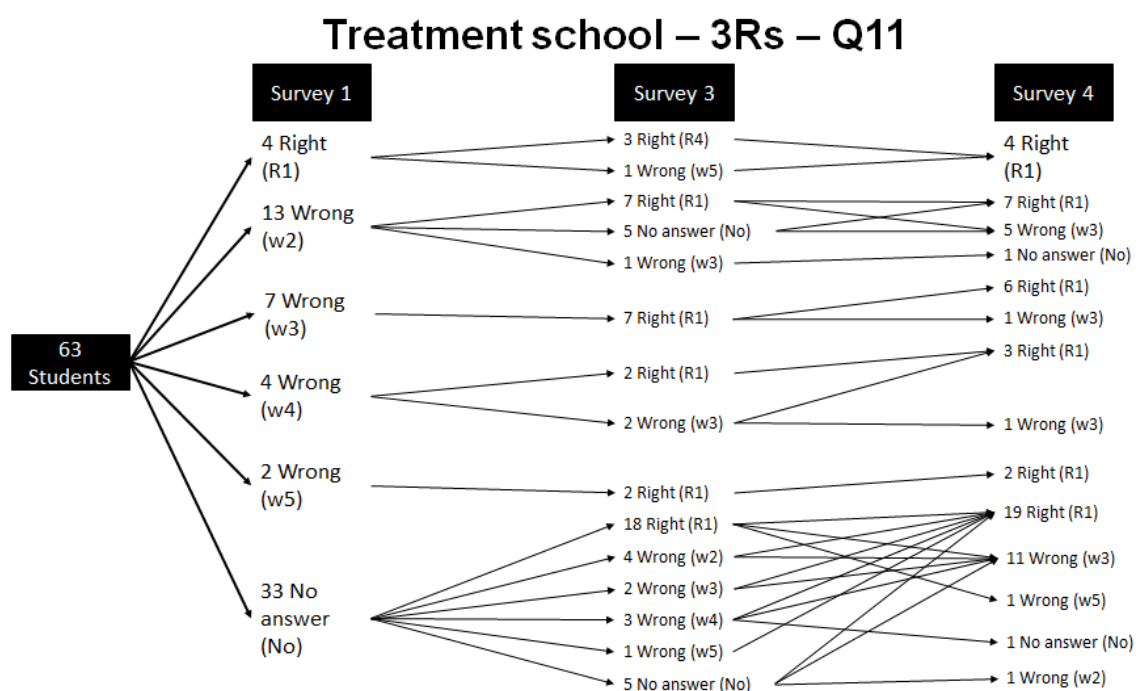 Treatment school – 3Rs – Q11
Survey 1
Survey 3
Survey 4
63
Students
4 Right
(R1)
13 Wrong
(w2)
7 Wrong
(w3)
4 Wrong
(w4)
2 Wrong
(w5)
33 No
answer
(No)
3 Right (R4)
1 Wrong (w5)
7 Right (R1)
5 No answer (No)
1 Wrong (w3)
7 Right (R1)
2 Right (R1)
2 Wrong (w3)
2 Right (R1)
18 Right (R1)
4 Wrong (w2)
2 Wrong (w3)
3 Wrong (w4)
1 Wrong (w5)
5 No answer (No)
4 Right
(R1)
7 Right (R1)
5 Wrong (w3)
1 No answer (No)
6 Right (R1)
1 Wrong (w3)
3 Right (R1)
1 Wrong (w3)
2 Right (R1)
19 Right (R1)
11 Wrong (w3)
1 Wrong (w5)
1 No answer (No)
1 Wrong (w2)